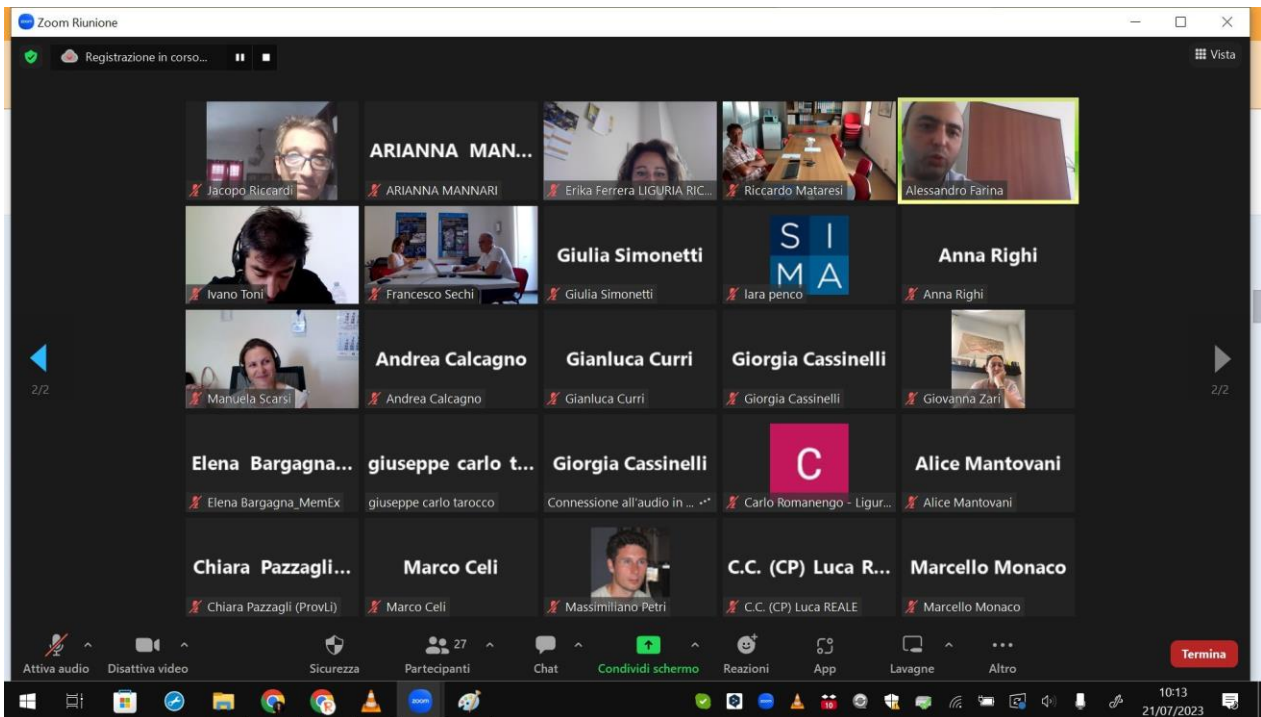 Zoom Riunione
Registrazione in corso...
Vista
Jacopo Riccardi
ARIANNA MAN...
ARIANNA MANNARI
Erika Ferrera LIGURIA RIC...
Riccardo Mataresi
Alessandro Farina
Ivano Toni
Francesco Sechi
Giulia Simonetti
Giulia Simonetti
S I
M A
lara penco
Anna Righi
Anna Righi
2/2
Manuela Scarsi
Andrea Calcagno
Andrea Calcagno
Gianluca Curri
Gianluca Curri
Giorgia Cassinelli
Giorgia Cassinelli
Giovanna Zari
2/2
Elena Bargagna...
Elena Bargagna_MemEx
giuseppe carlo t...
giuseppe carlo tarocco
Giorgia Cassinelli
Connessione all'audio in ...
C
Carlo Romanengo - Ligur...
Alice Mantovani
Alice Mantovani
Chiara Pazzagli...
Chiara Pazzagli (ProvLi)
Marco Celi
Marco Celi
Massimiliano Petri
C.C. (CP) Luca R...
C.C. (CP) Luca REALE
Marcello Monaco
Marcello Monaco
Attiva audio
Disattiva video
Sicurezza
27
Partecipanti
Chat
Condividi schermo
Reazioni
App
Lavagne
Altro
Termina
zoom
10
10:13
21/07/2023